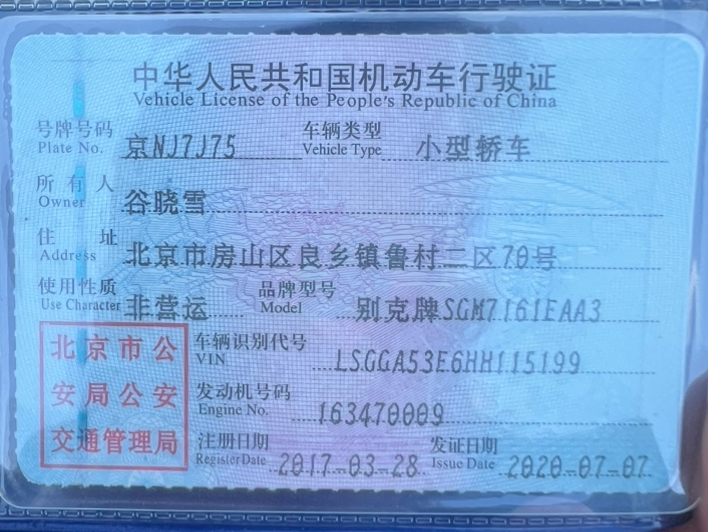 中华人民共和国机动车行驶证
Vehicle License of the People's Republic of China
号牌号码 京NJ7J75 车辆类型 小型轿车
Plate No. Vehicle Type
所有人 谷晓雪
Owner
住址 北京市房山区良乡镇鲁村二区70号
Address
使用性质 非营运 品牌型号 别克牌SGM7161EAA3
Use Character Model
北京市公
安局公安
交通管理局
车辆识别代号 LSGGA53E6HH115199
VIN
发动机号码 163470009
Engine No.
注册日期 2017-03-28 发证日期 2020-07-07
Register Date Issue Date